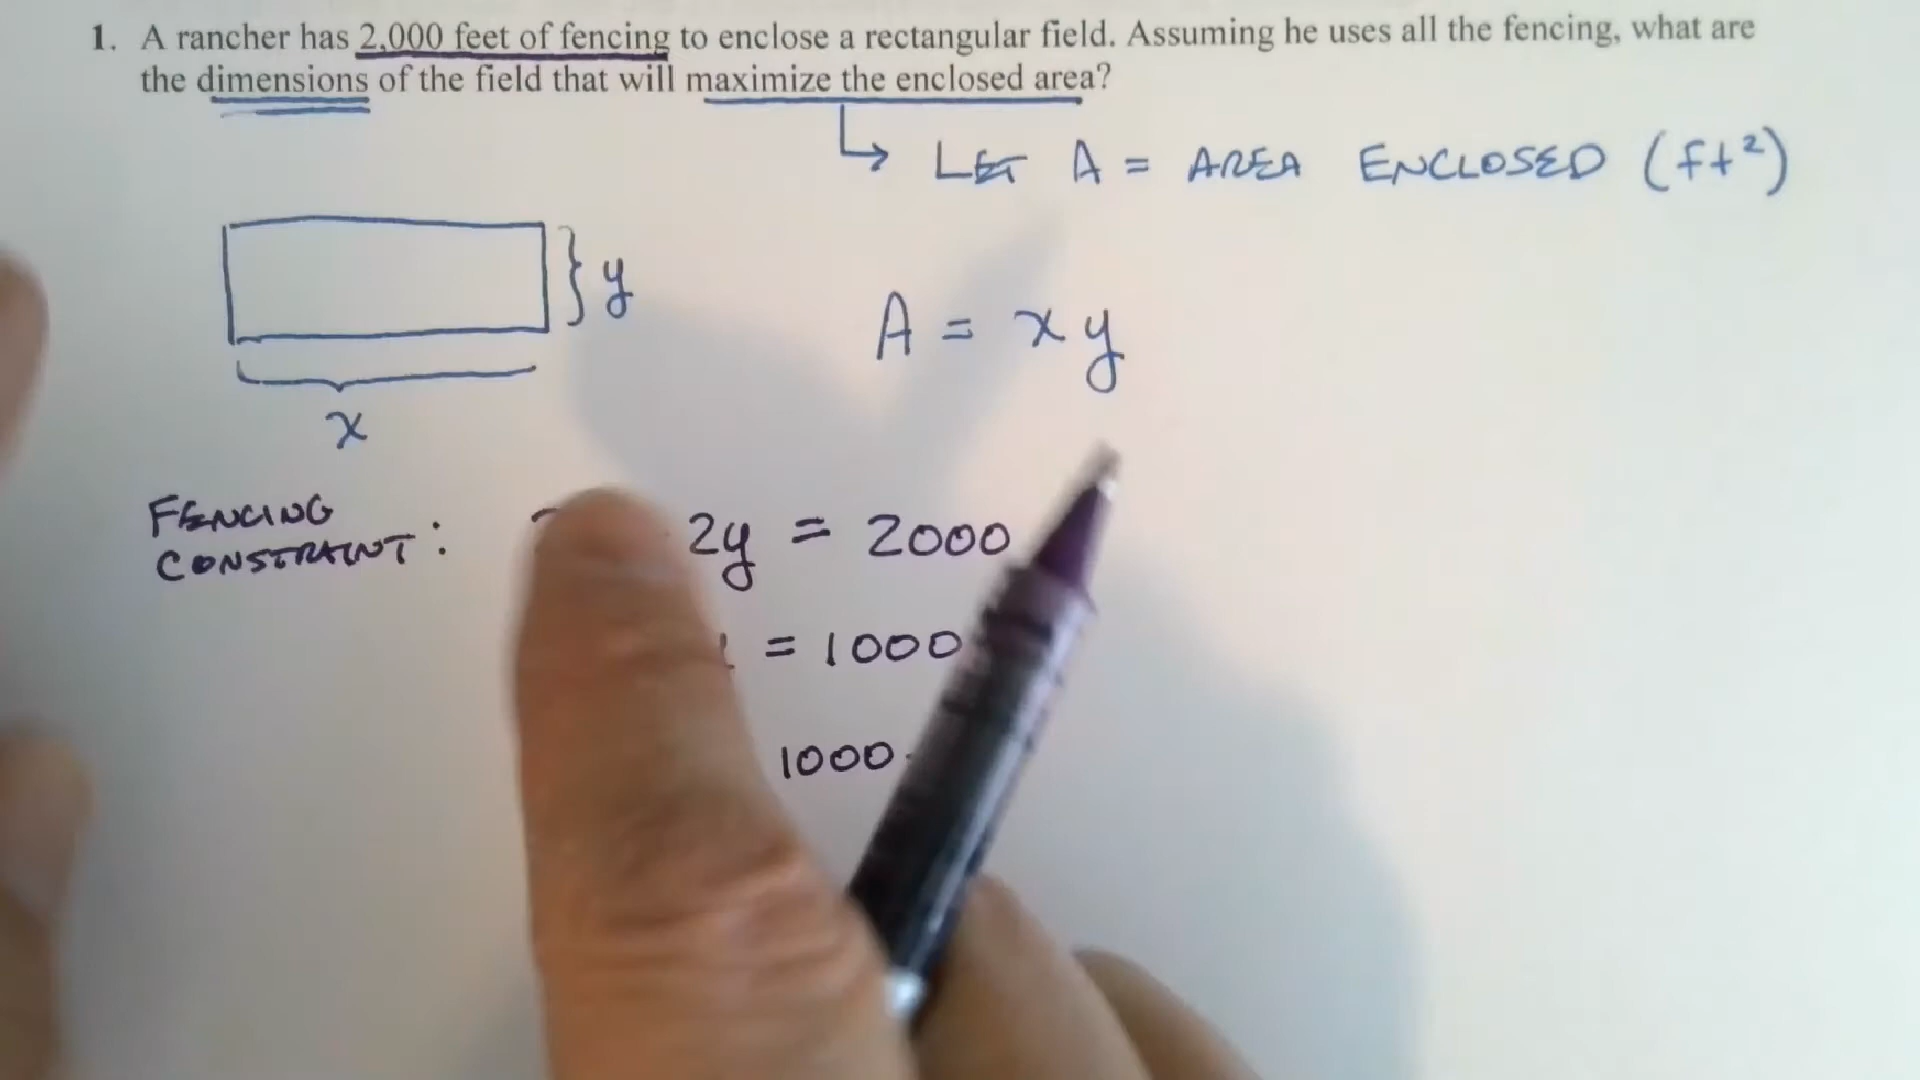 1. A rancher has 2,000 feet of fencing to enclose a rectangular field. Assuming he uses all the fencing, what are
the dimensions of the field that will maximize the enclosed area?
LET A = AREA ENCLOSED (ft²)
} y
A = x y
x
FENCING
CONSTRAINT: 2y = 2000
= 1000
1000